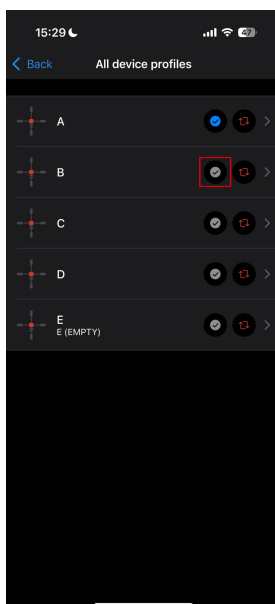 15:29
47
Back
All device profiles
A
B
C
D
E
E (EMPTY)